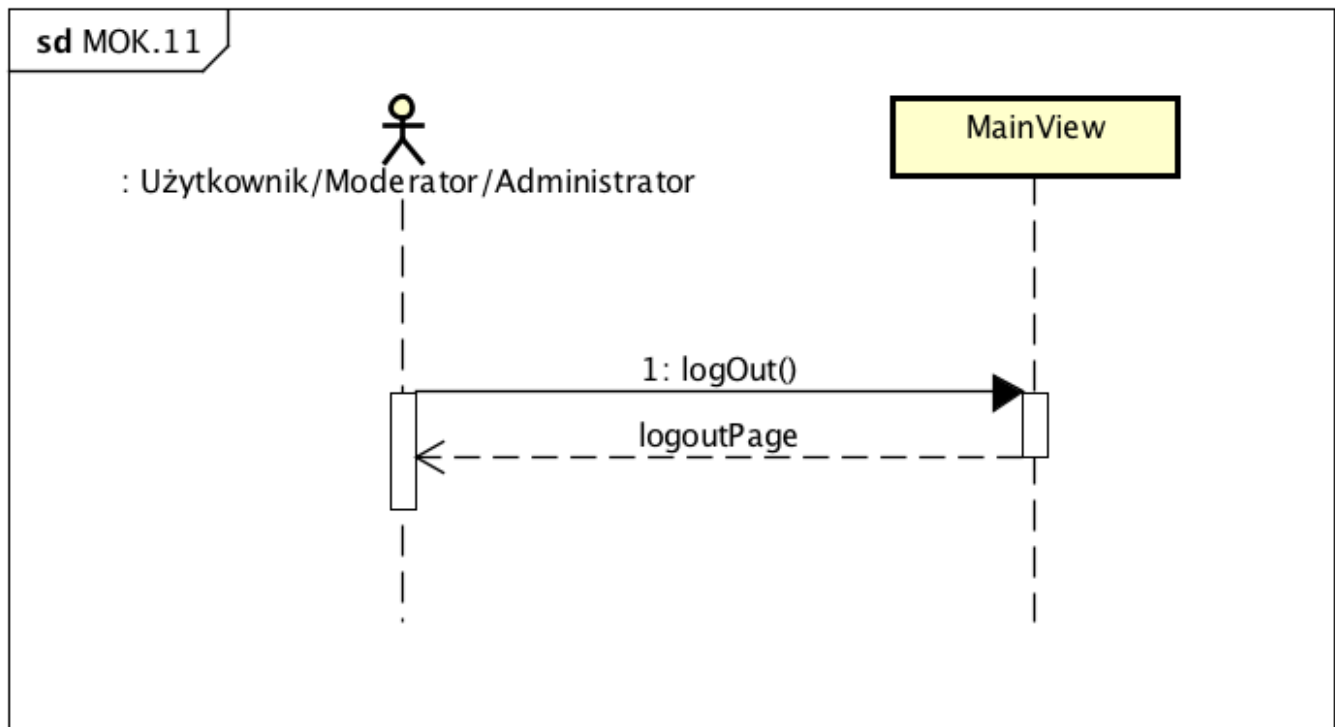 sd MOK.11
MainView
: Użytkownik/Moderator/Administrator
1: logOut()
logoutPage